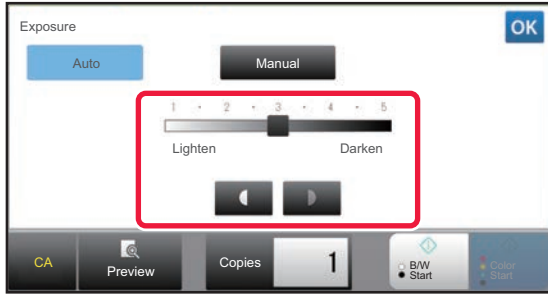 Exposure
OK
Auto
Manual
1 · 2 · 3 · 4 · 5
Lighten
Darken
CA
Preview
Copies
1
B/W
Start
Color
Start